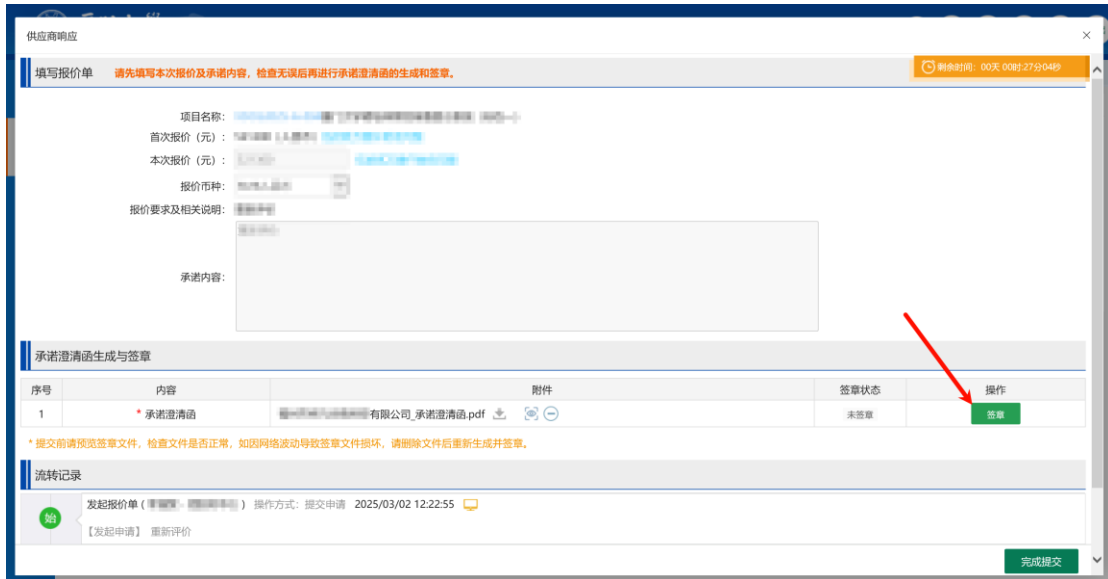 供应商响应
填写报价单 请先填写本次报价及承诺内容，检查无误后再进行承诺澄清函的生成和签章。 剩余时间：00天 00时:27分04秒
项目名称：
首次报价（元）：
本次报价（元）：
报价币种：
报价要求及相关说明：
承诺内容：
承诺澄清函生成与签章
序号 内容 附件 签章状态 操作
1 * 承诺澄清函 有限公司_承诺澄清函.pdf 未签章 签章
* 提交前请预览签章文件，检查文件是否正常，如因网络波动导致签章文件损坏，请删除文件后重新生成并签章。
流转记录
始 发起报价单 ( ) 操作方式：提交申请 2025/03/02 12:22:55
【发起申请】 重新评价
完成提交